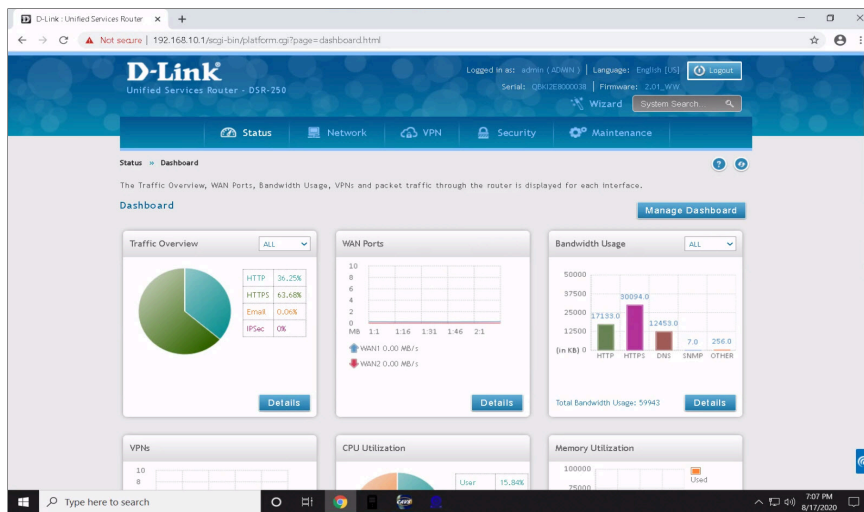 D-Link : Unified Services Router
Not secure | 192.168.10.1/scgi-bin/platform.cgi?page=dashboard.html
D-Link
Unified Services Router - DSR-250
Logged in as: admin ( ADMIN ) | Language: English [US]
Logout
Serial: QBKI2E8000038 | Firmware: 2.01_WW
Wizard
System Search...
Status
Network
VPN
Security
Maintenance
Status » Dashboard
The Traffic Overview, WAN Ports, Bandwidth Usage, VPNs and packet traffic through the router is displayed for each interface.
Dashboard
Manage Dashboard
Traffic Overview
ALL
HTTP 36.25%
HTTPS 63.68%
Email 0.06%
IPSec 0%
Details
WAN Ports
10
8
6
4
2
0
MB 1:1 1:16 1:31 1:46 2:1
WAN1 0.00 MB/s
WAN2 0.00 MB/s
Details
Bandwidth Usage
ALL
50000
37500
25000
12500
(in KB) 0
17133.0
30094.0
12453.0
7.0
256.0
HTTP HTTPS DNS SNMP OTHER
Total Bandwidth Usage: 59943
Details
VPNs
10
8
CPU Utilization
User 15.84%
Memory Utilization
100000
75000
Used
Type here to search
7:07 PM
8/17/2020